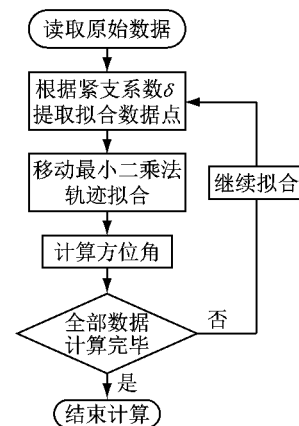 读取原始数据
根据紧支系数δ
提取拟合数据点
移动最小二乘法
轨迹拟合
继续拟合
计算方位角
全部数据
计算完毕
否
是
结束计算